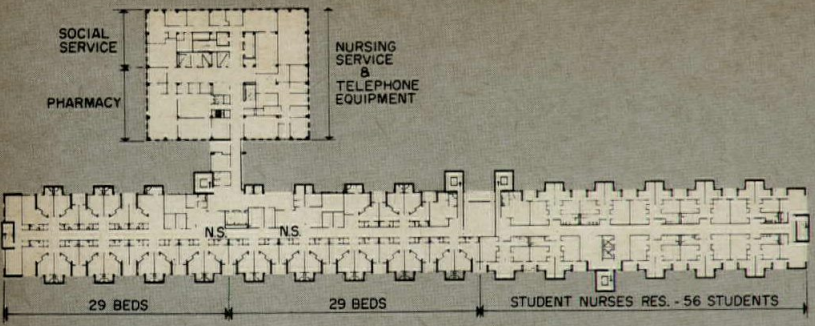 SOCIAL
SERVICE
PHARMACY
NURSING
SERVICE
&
TELEPHONE
EQUIPMENT
N.S. N.S.
29 BEDS 29 BEDS STUDENT NURSES RES. - 56 STUDENTS